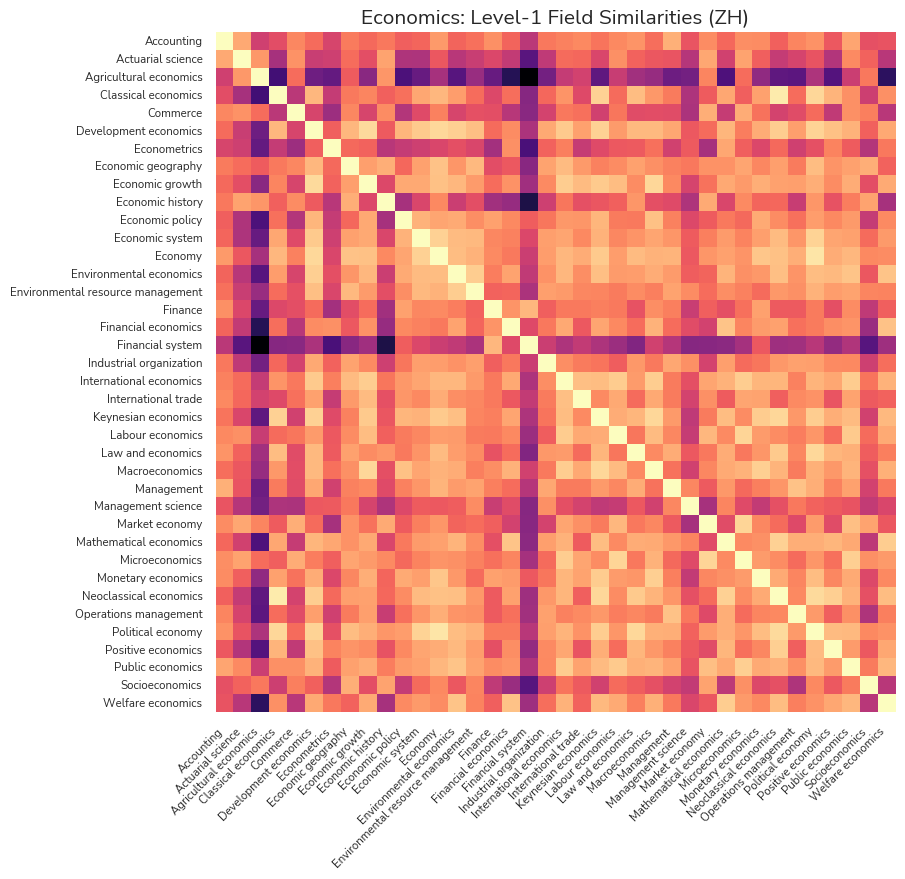 Economics: Level-1 Field Similarities (ZH)
Accounting
Actuarial science
Agricultural economics
Classical economics
Commerce
Development economics
Econometrics
Economic geography
Economic growth
Economic history
Economic policy
Economic system
Economy
Environmental economics
Environmental resource management
Finance
Financial economics
Financial system
Industrial organization
International economics
International trade
Keynesian economics
Labour economics
Law and economics
Macroeconomics
Management
Management science
Market economy
Mathematical economics
Microeconomics
Monetary economics
Neoclassical economics
Operations management
Political economy
Positive economics
Public economics
Socioeconomics
Welfare economics
Accounting
Actuarial science
Agricultural economics
Classical economics
Commerce
Development economics
Econometrics
Economic geography
Economic growth
Economic history
Economic policy
Economic system
Economy
Environmental economics
Environmental resource management
Finance
Financial economics
Financial system
Industrial organization
International economics
International trade
Keynesian economics
Labour economics
Law and economics
Macroeconomics
Management
Management science
Market economy
Mathematical economics
Microeconomics
Monetary economics
Neoclassical economics
Operations management
Political economy
Positive economics
Public economics
Socioeconomics
Welfare economics